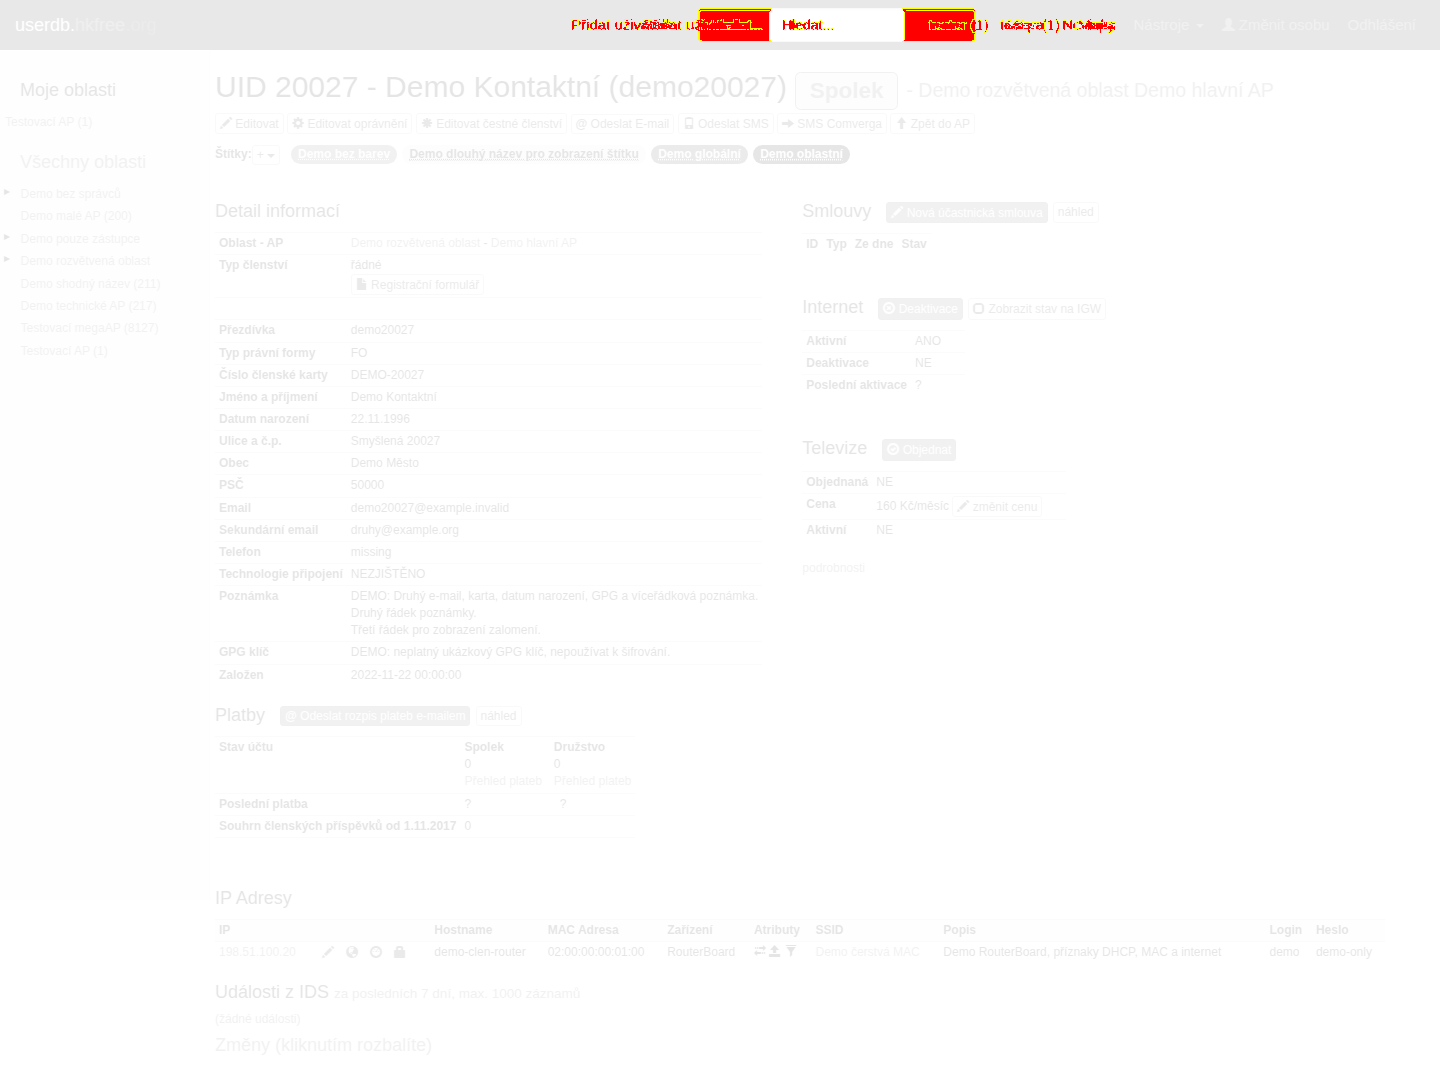 userdb.hkfree.org
Přidat uživatele Hledat... Hledat... Nástroje Změnit osobu Odhlášení
Moje oblasti
Testovací AP (1)
Všechny oblasti
Demo bez správců
Demo malé AP (200)
Demo pouze zástupce
Demo rozvětvená oblast
Demo shodný název (211)
Demo technické AP (217)
Testovací megaAP (8127)
Testovací AP (1)
UID 20027 - Demo Kontaktní (demo20027) Spolek - Demo rozvětvená oblast Demo hlavní AP
Editovat Editovat oprávnění Editovat čestné členství @ Odeslat E-mail Odeslat SMS SMS Comverga Zpět do AP
Štítky: + Demo bez barev Demo dlouhý název pro zobrazení štítku Demo globální Demo oblastní
Detail informací
Oblast - AP Demo rozvětvená oblast - Demo hlavní AP
Typ členství řádné
Registrační formulář
Přezdívka demo20027
Typ právní formy FO
Číslo členské karty DEMO-20027
Jméno a příjmení Demo Kontaktní
Datum narození 22.11.1996
Ulice a č.p. Smyšlená 20027
Obec Demo Město
PSČ 50000
Email demo20027@example.invalid
Sekundární email druhy@example.org
Telefon missing
Technologie připojení NEZJIŠTĚNO
Poznámka DEMO: Druhý e-mail, karta, datum narození, GPG a víceřádková poznámka.
Druhý řádek poznámky.
Třetí řádek pro zobrazení zalomení.
GPG klíč DEMO: neplatný ukázkový GPG klíč, nepoužívat k šifrování.
Založen 2022-11-22 00:00:00
Smlouvy Nová účastnická smlouva náhled
ID Typ Ze dne Stav
Internet Deaktivace Zobrazit stav na IGW
Aktivní ANO
Deaktivace NE
Poslední aktivace ?
Televize Objednat
Objednaná NE
Cena 160 Kč/měsíc změnit cenu
Aktivní NE
podrobnosti
Platby @ Odeslat rozpis plateb e-mailem náhled
Stav účtu Spolek Družstvo
0 0
Přehled plateb Přehled plateb
Poslední platba ? ?
Souhrn členských příspěvků od 1.11.2017 0
IP Adresy
IP Hostname MAC Adresa Zařízení Atributy SSID Popis Login Heslo
198.51.100.20 demo-clen-router 02:00:00:00:01:00 RouterBoard Demo čerstvá MAC Demo RouterBoard, příznaky DHCP, MAC a internet demo demo-only
Události z IDS za posledních 7 dní, max. 1000 záznamů
(žádné události)
Změny (kliknutím rozbalíte)